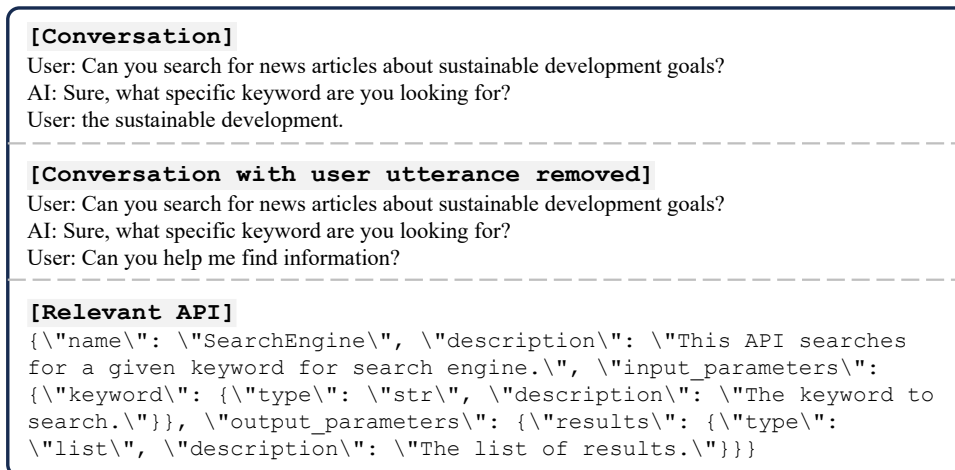 [Conversation]
User: Can you search for news articles about sustainable development goals?
AI: Sure, what specific keyword are you looking for?
User: the sustainable development.
[Conversation with user utterance removed]
User: Can you search for news articles about sustainable development goals?
AI: Sure, what specific keyword are you looking for?
User: Can you help me find information?
[Relevant API]
{\"name\": \"SearchEngine\", \"description\": \"This API searches
for a given keyword for search engine.\", \"input_parameters\":
{\"keyword\": {\"type\": \"str\", \"description\": \"The keyword to
search.\"}}, \"output_parameters\": {\"results\": {\"type\":
\"list\", \"description\": \"The list of results.\"}}}